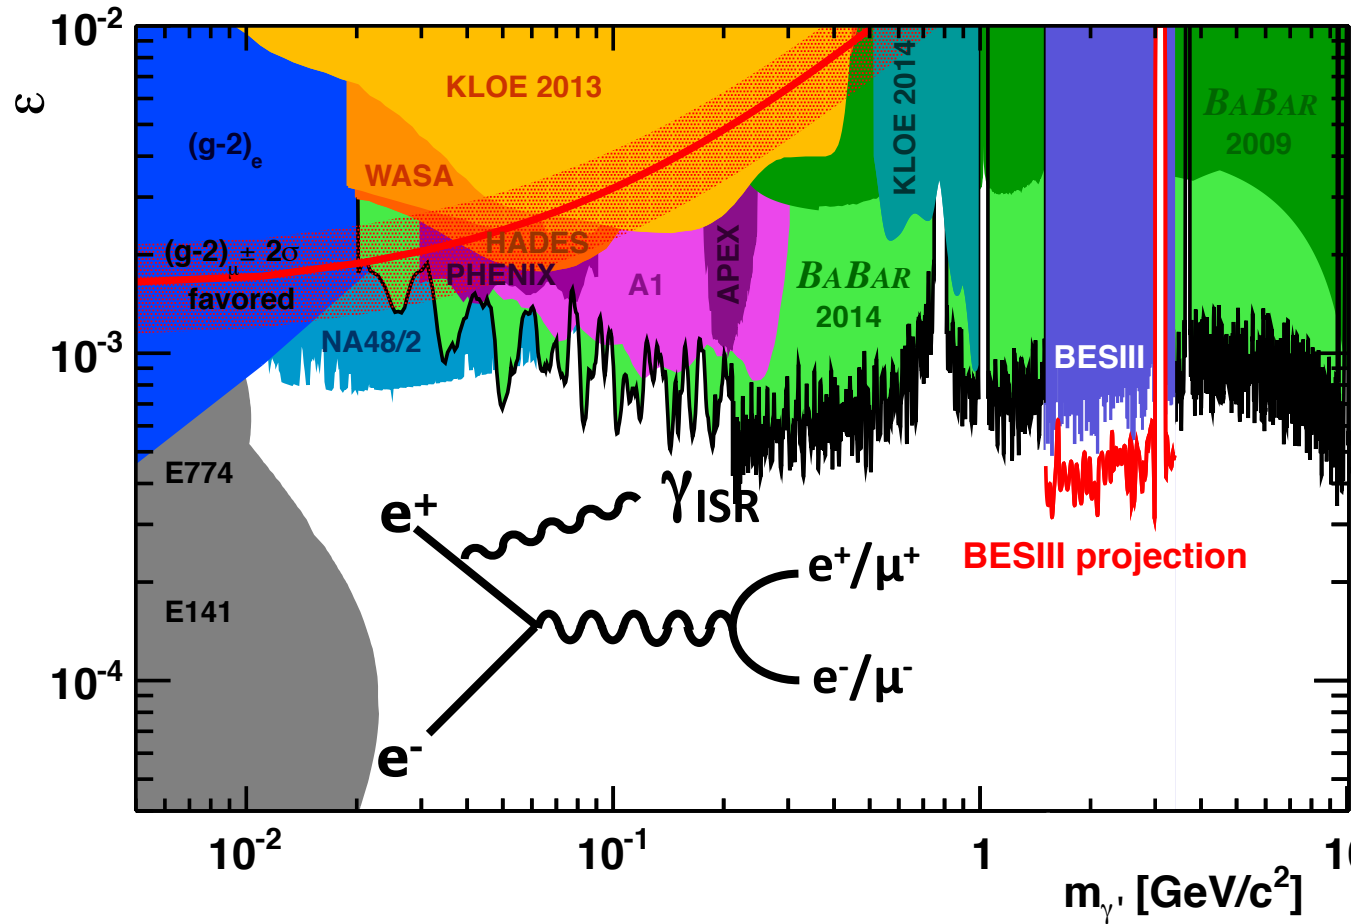 10⁻²
ε
KLOE 2013
KLOE 2014
BABAR
2009
(g-2)ₑ
WASA
(g-2)μ ± 2σ
favored
HADES
PHENIX
A1
APEX
BABAR
2014
NA48/2
BESIII
10⁻³
E774
γISR
e⁺
BESIII projection
e⁺/μ⁺
E141
10⁻⁴
e⁻/μ⁻
e⁻
10⁻²
10⁻¹
1
10
mγ' [GeV/c²]